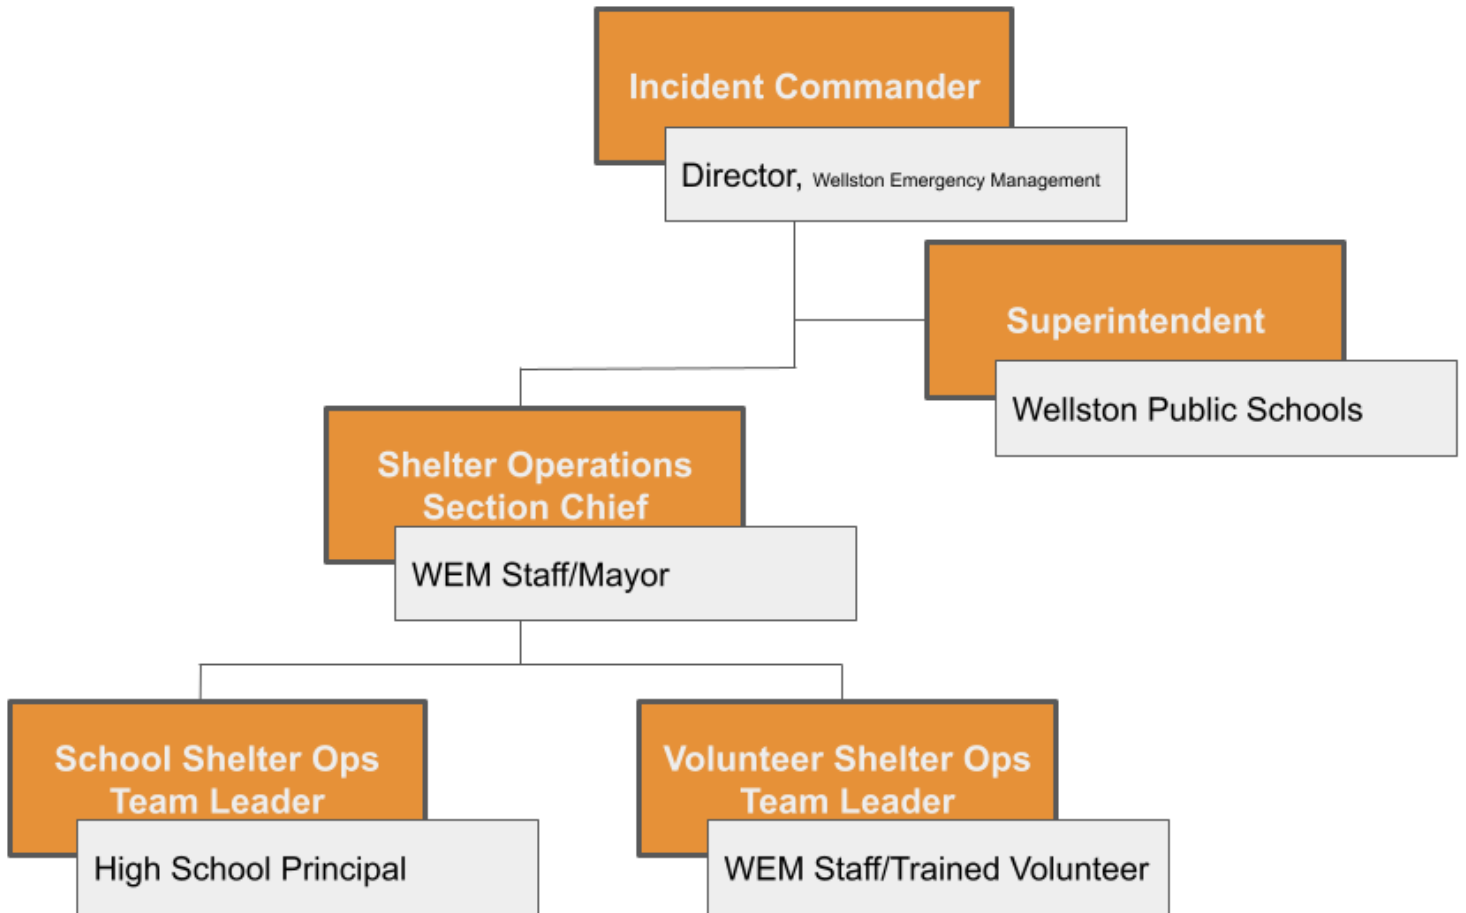 Incident Commander
Director, Wellston Emergency Management
Superintendent
Wellston Public Schools
Shelter Operations
Section Chief
WEM Staff/Mayor
School Shelter Ops
Team Leader
High School Principal
Volunteer Shelter Ops
Team Leader
WEM Staff/Trained Volunteer